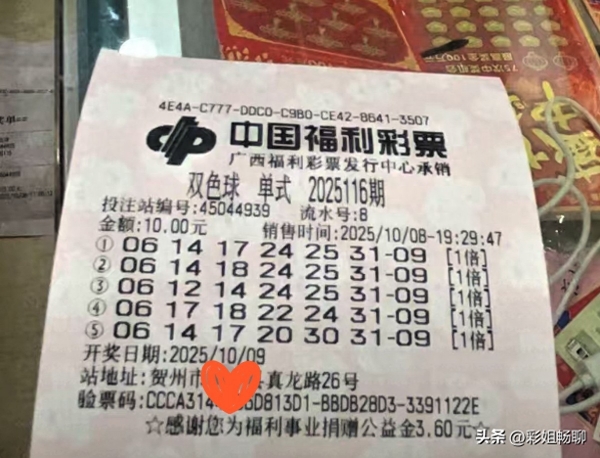 4E4A-C777-DDC0-C9B0-CE42-8641-3507
中国福利彩票
广西福利彩票发行中心承销
双色球 单式 2025116期
投注站编号:45044939 流水号:8
金额:10.00元 销售时间:2025/10/08-19:29:47
① 06 14 17 24 25 31-09 [1倍]
② 06 14 18 24 25 31-09 [1倍]
③ 06 12 14 24 25 31-09 [1倍]
④ 06 17 18 22 24 31-09 [1倍]
⑤ 06 14 17 20 30 31-09 [1倍]
开奖日期:2025/10/09
站地址:贺州市 真龙路26号
验票码:CCCA314 D813D1-BBDB28D3-3391122E
☆感谢您为福利事业捐赠公益金3.60元☆
头条 @彩姐畅聊